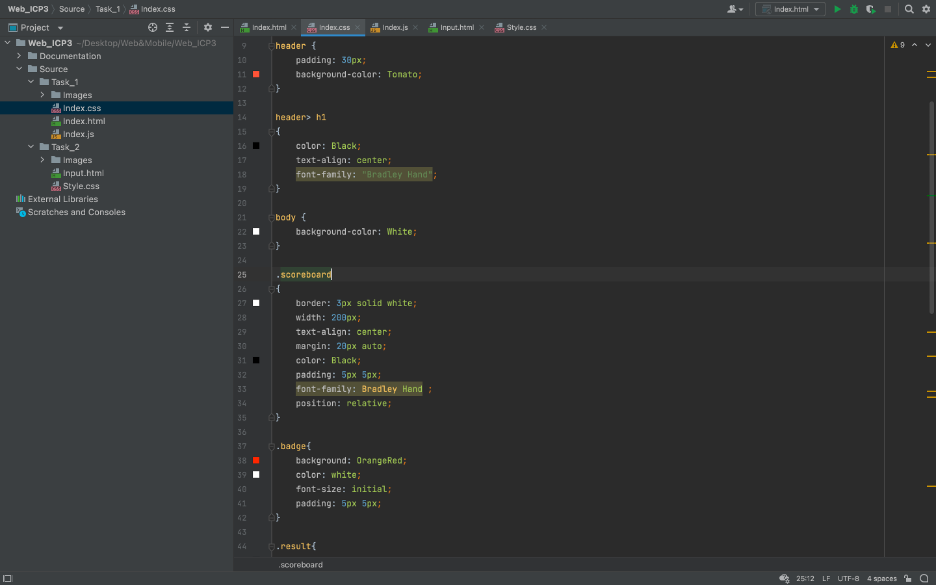 Web_ICP3 Source Task_1 Index.css
Index.html
Project
Index.html Index.css Index.js Input.html Style.css
Web_ICP3 ~/Desktop/Web&Mobile/Web_ICP3
Documentation
Source
Task_1
Images
Index.css
Index.html
Index.js
Task_2
Images
Input.html
Style.css
External Libraries
Scratches and Consoles
9
9 header {
10 padding: 30px;
11 background-color: Tomato;
12 }
13
14 header> h1
15 {
16 color: Black;
17 text-align: center;
18 font-family: "Bradley Hand";
19 }
20
21 body {
22 background-color: White;
23 }
24
25 .scoreboard
26 {
27 border: 3px solid white;
28 width: 200px;
29 text-align: center;
30 margin: 20px auto;
31 color: Black;
32 padding: 5px 5px;
33 font-family: Bradley Hand ;
34 position: relative;
35 }
36
37 .badge{
38 background: OrangeRed;
39 color: white;
40 font-size: initial;
41 padding: 5px 5px;
42 }
43
44 .result{
.scoreboard
25:12 LF UTF-8 4 spaces